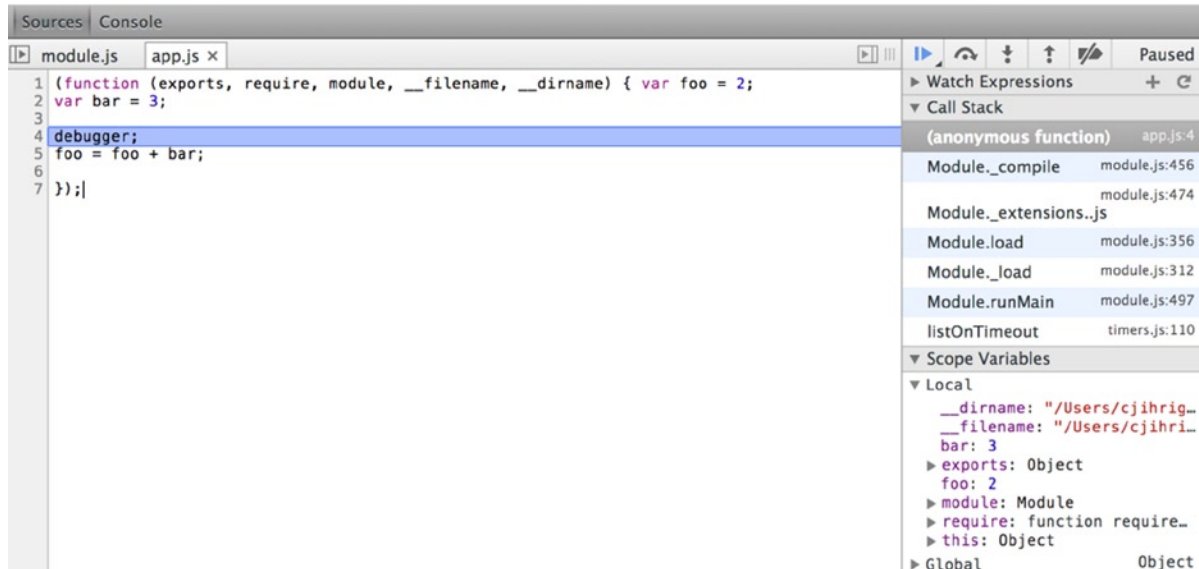 Sources Console
module.js app.js ×
1 (function (exports, require, module, __filename, __dirname) { var foo = 2;
2 var bar = 3;
3
4 debugger;
5 foo = foo + bar;
6
7 });
Paused
Watch Expressions + C
Call Stack
(anonymous function) app.js:4
Module._compile module.js:456
module.js:474
Module._extensions..js
Module.load module.js:356
Module._load module.js:312
Module.runMain module.js:497
listOnTimeout timers.js:110
Scope Variables
Local
__dirname: "/Users/cjihrig…
__filename: "/Users/cjihri…
bar: 3
exports: Object
foo: 2
module: Module
require: function require…
this: Object
Global Object